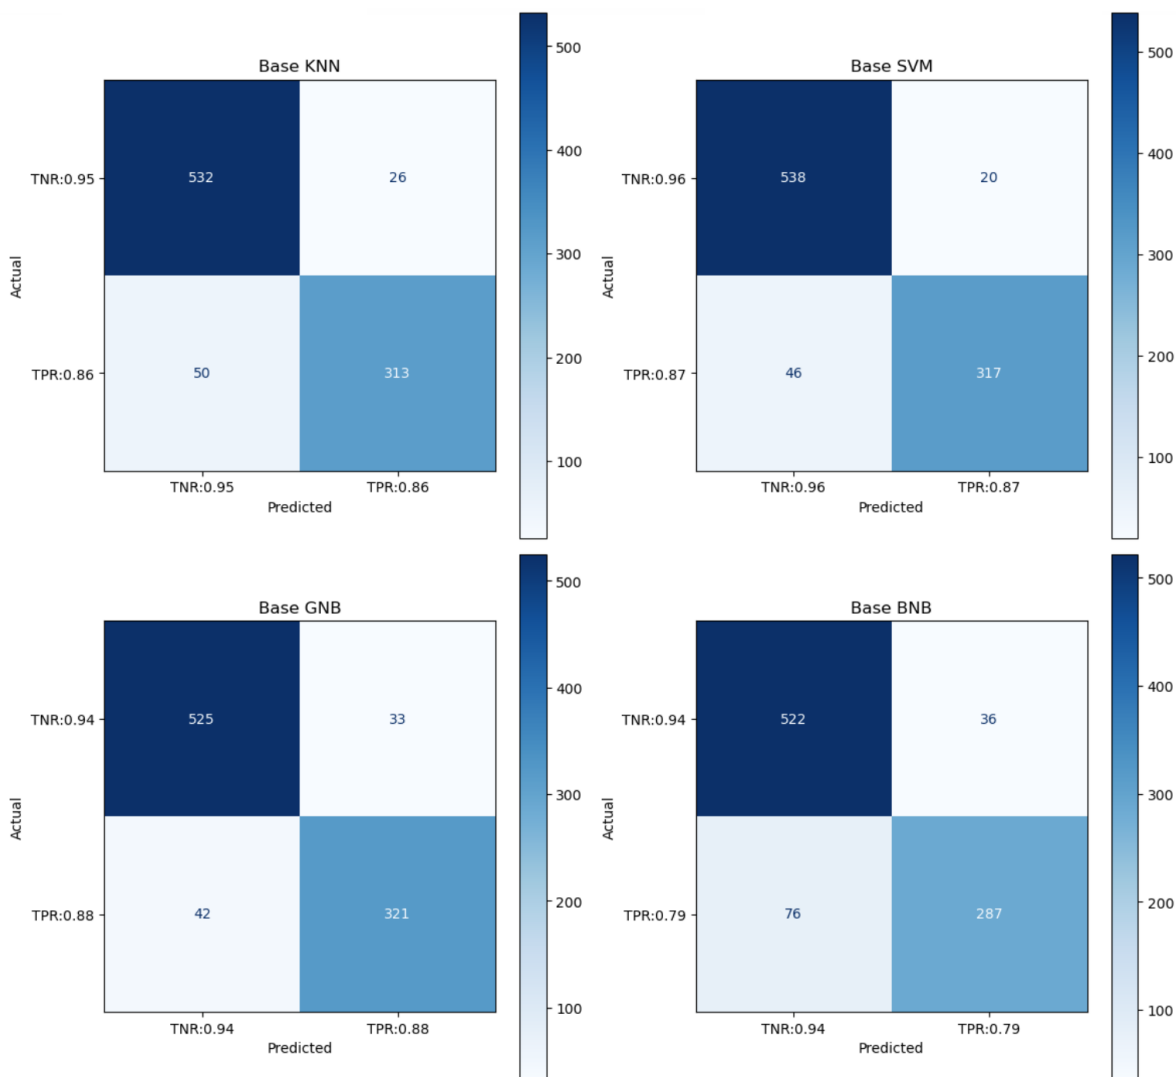 Base KNN
500
400
300
200
100
TNR:0.95
532
26
Actual
TPR:0.86
50
313
TNR:0.95
TPR:0.86
Predicted
Base SVM
500
400
300
200
100
TNR:0.96
538
20
Actual
TPR:0.87
46
317
TNR:0.96
TPR:0.87
Predicted
Base GNB
500
400
300
200
100
TNR:0.94
525
33
Actual
TPR:0.88
42
321
TNR:0.94
TPR:0.88
Predicted
Base BNB
500
400
300
200
100
TNR:0.94
522
36
Actual
TPR:0.79
76
287
TNR:0.94
TPR:0.79
Predicted